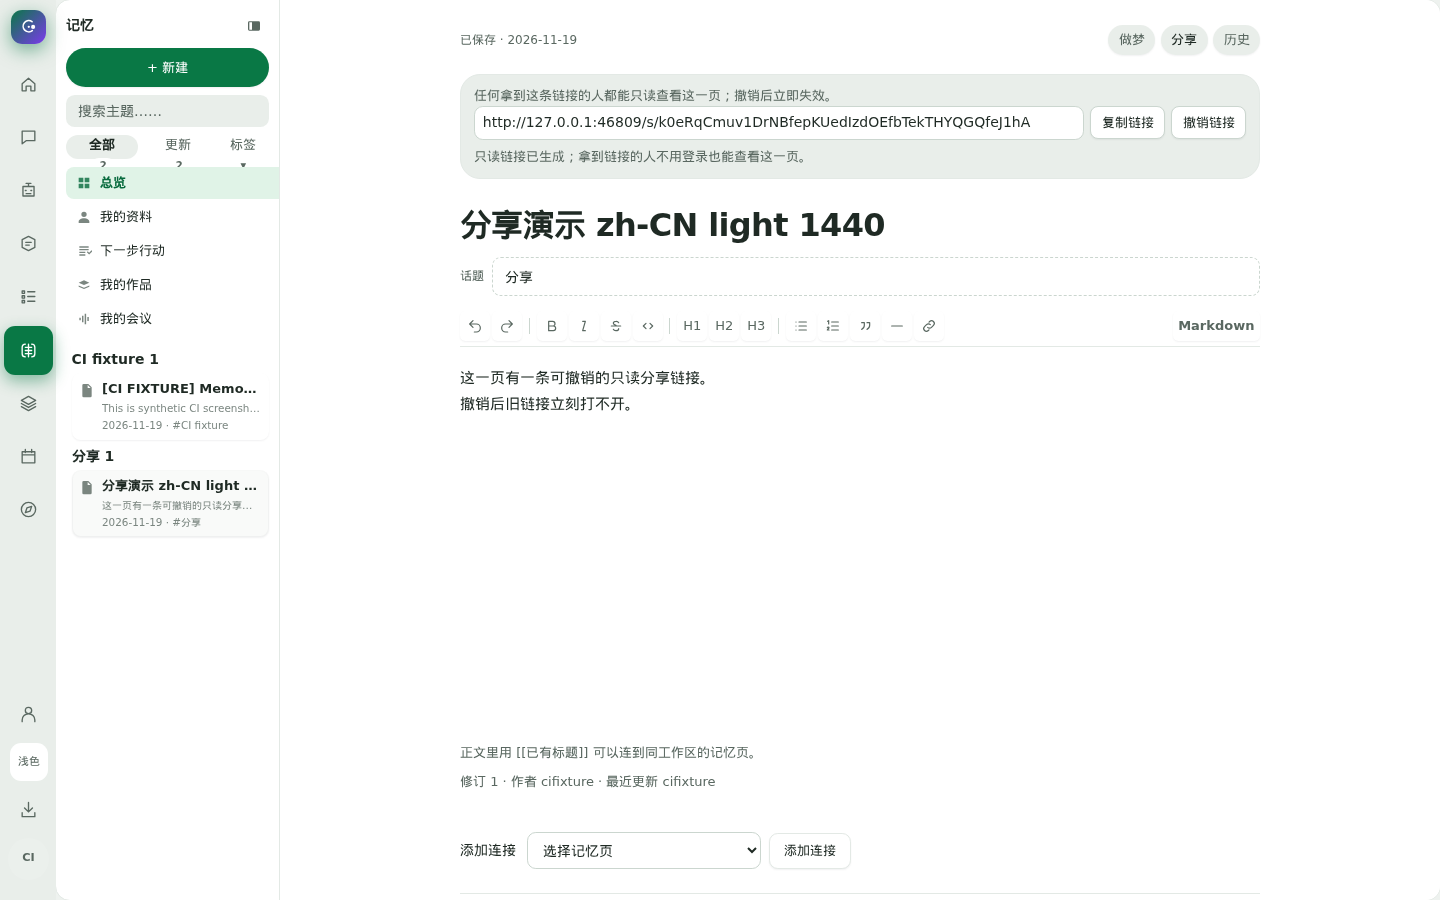 记忆
+ 新建
搜索主题……
全部 更新 标签
2 2 ▾
总览
我的资料
下一步行动
我的作品
我的会议
CI fixture 1
[CI FIXTURE] Memo…
This is synthetic CI screensh…
2026-11-19 · #CI fixture
分享 1
分享演示 zh-CN light …
这一页有一条可撤销的只读分享…
2026-11-19 · #分享
浅色
CI
已保存 · 2026-11-19
做梦 分享 历史
任何拿到这条链接的人都能只读查看这一页；撤销后立即失效。
http://127.0.0.1:46809/s/k0eRqCmuv1DrNBfepKUedIzdOEfbTekTHYQGQfeJ1hA 复制链接 撤销链接
只读链接已生成；拿到链接的人不用登录也能查看这一页。
分享演示 zh-CN light 1440
话题 分享
B I S H1 H2 H3 Markdown
这一页有一条可撤销的只读分享链接。
撤销后旧链接立刻打不开。
正文里用 [[已有标题]] 可以连到同工作区的记忆页。
修订 1 · 作者 cifixture · 最近更新 cifixture
添加连接 选择记忆页 添加连接